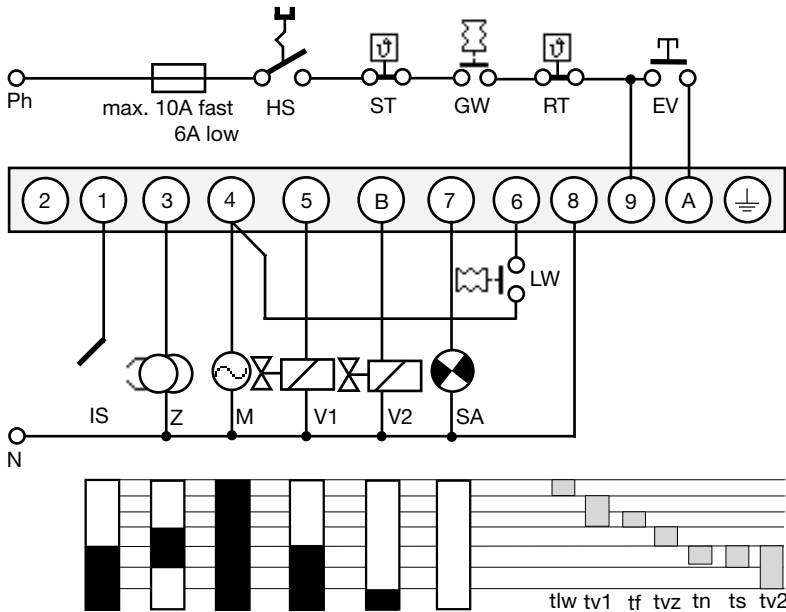 Ph
max. 10A fast
6A low
HS
ϑ
ST
GW
ϑ
RT
EV
2 1 3 4 5 B 7 6 8 9 A
LW
IS Z M V1 V2 SA
N
tlw tv1 tf tvz tn ts tv2